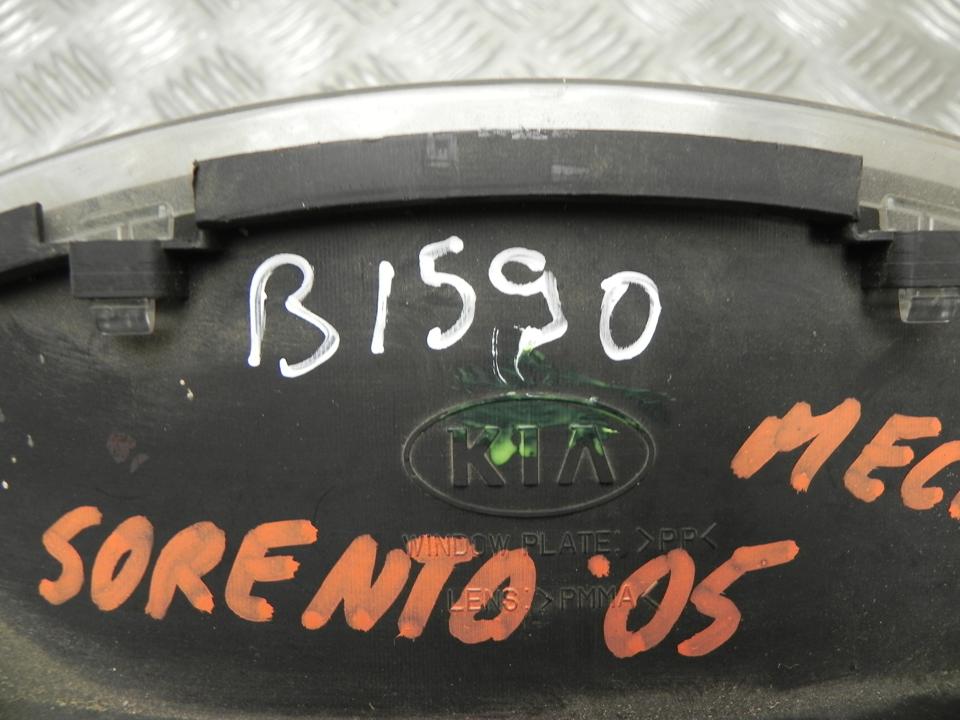 B1590
KIA
MEC
WINDOW PLATE: >PP<
SORENTO '05
LENS: >PMMA<